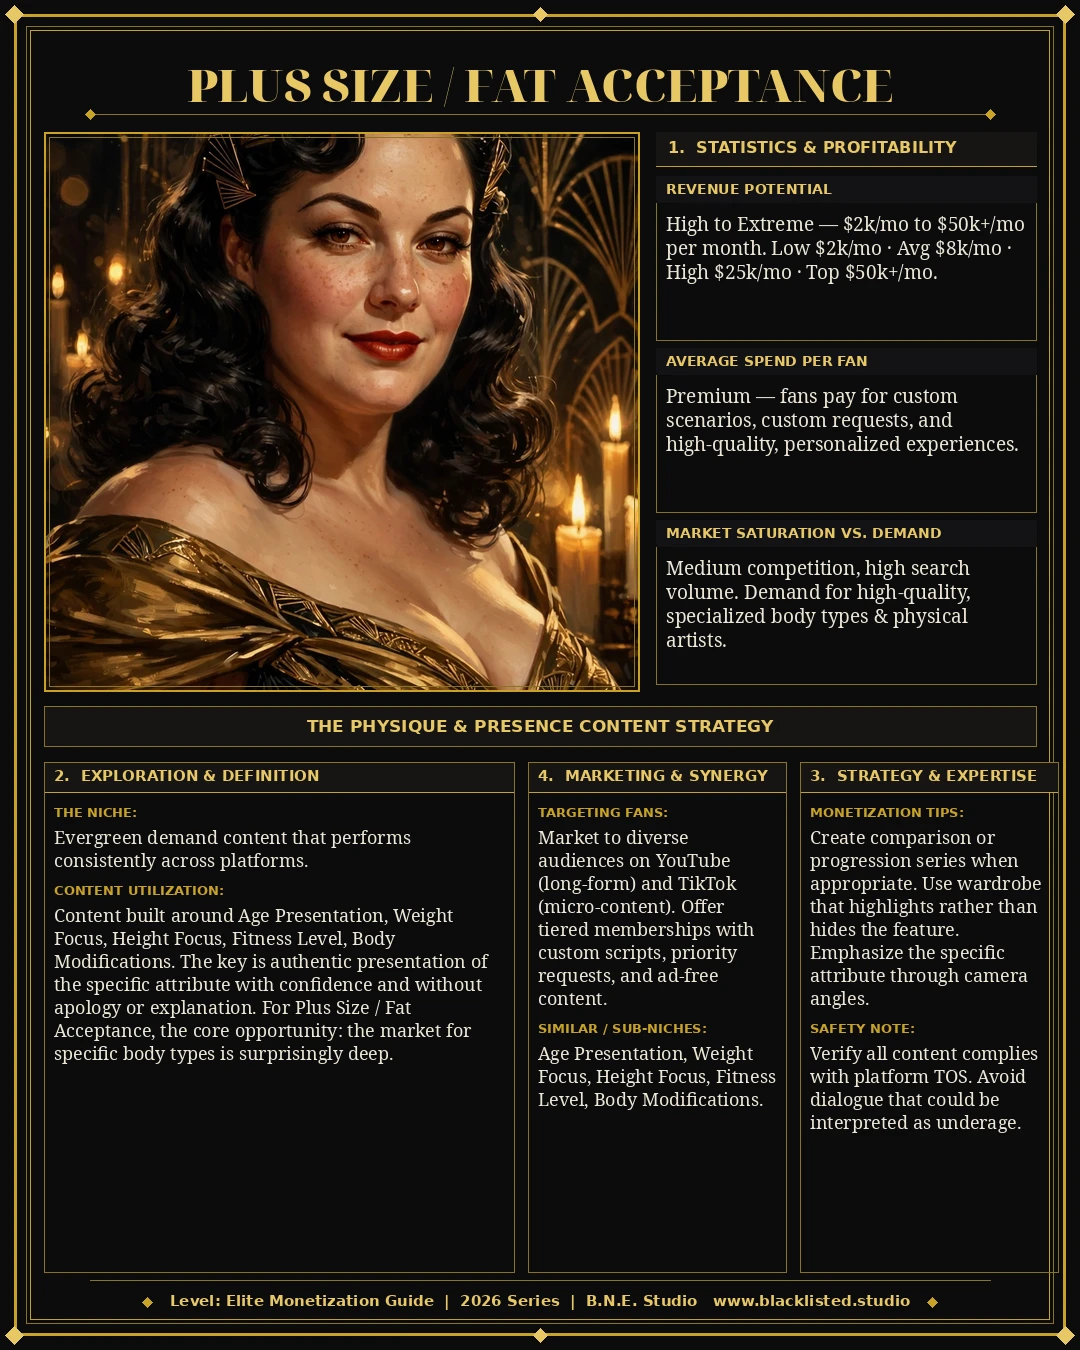 PLUS SIZE / FAT ACCEPTANCE
1. STATISTICS & PROFITABILITY
REVENUE POTENTIAL
High to Extreme — $2k/mo to $50k+/mo
per month. Low $2k/mo · Avg $8k/mo ·
High $25k/mo · Top $50k+/mo.
AVERAGE SPEND PER FAN
Premium — fans pay for custom
scenarios, custom requests, and
high-quality, personalized experiences.
MARKET SATURATION VS. DEMAND
Medium competition, high search
volume. Demand for high-quality,
specialized body types & physical
artists.
THE PHYSIQUE & PRESENCE CONTENT STRATEGY
2. EXPLORATION & DEFINITION
THE NICHE:
Evergreen demand content that performs
consistently across platforms.
CONTENT UTILIZATION:
Content built around Age Presentation, Weight
Focus, Height Focus, Fitness Level, Body
Modifications. The key is authentic presentation of
the specific attribute with confidence and without
apology or explanation. For Plus Size / Fat
Acceptance, the core opportunity: the market for
specific body types is surprisingly deep.
4. MARKETING & SYNERGY
TARGETING FANS:
Market to diverse
audiences on YouTube
(long-form) and TikTok
(micro-content). Offer
tiered memberships with
custom scripts, priority
requests, and ad-free
content.
SIMILAR / SUB-NICHES:
Age Presentation, Weight
Focus, Height Focus, Fitness
Level, Body Modifications.
3. STRATEGY & EXPERTISE
MONETIZATION TIPS:
Create comparison or
progression series when
appropriate. Use wardrobe
that highlights rather than
hides the feature.
Emphasize the specific
attribute through camera
angles.
SAFETY NOTE:
Verify all content complies
with platform TOS. Avoid
dialogue that could be
interpreted as underage.
Level: Elite Monetization Guide | 2026 Series | B.N.E. Studio www.blacklisted.studio